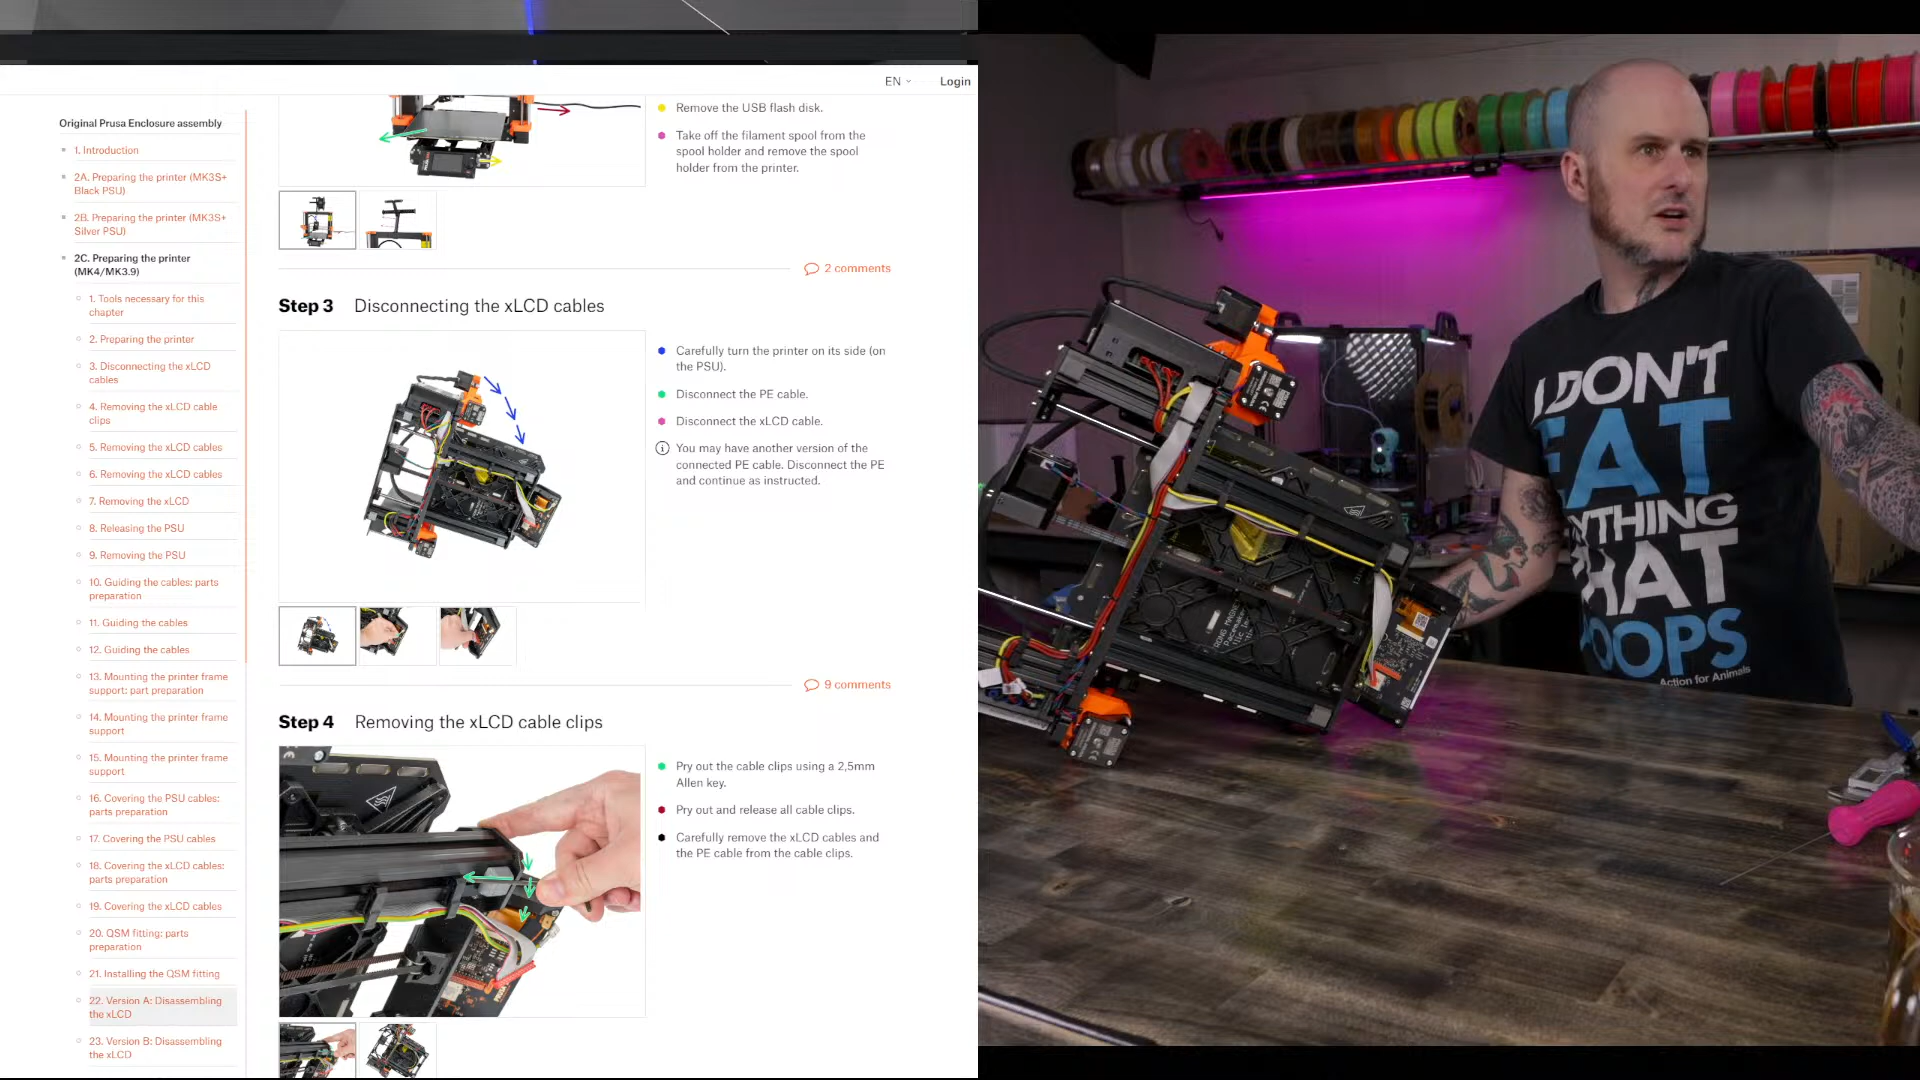 EN
Login
Original Prusa Enclosure assembly
1. Introduction
2A. Preparing the printer (MK3S+
Black PSU)
2B. Preparing the printer (MK3S+
Silver PSU)
2C. Preparing the printer
(MK4/MK3.9)
1. Tools necessary for this
chapter
2. Preparing the printer
3. Disconnecting the xLCD
cables
4. Removing the xLCD cable
clips
5. Removing the xLCD cables
6. Removing the xLCD cables
7. Removing the xLCD
8. Releasing the PSU
9. Removing the PSU
10. Guiding the cables: parts
preparation
11. Guiding the cables
12. Guiding the cables
13. Mounting the printer frame
support: part preparation
14. Mounting the printer frame
support
15. Mounting the printer frame
support
16. Covering the PSU cables:
parts preparation
17. Covering the PSU cables
18. Covering the xLCD cables:
parts preparation
19. Covering the xLCD cables
20. QSM fitting: parts
preparation
21. Installing the QSM fitting
22. Version A: Disassembling
the xLCD
23. Version B: Disassembling
the xLCD
Remove the USB flash disk.
Take off the filament spool from the
spool holder and remove the spool
holder from the printer.
2 comments
Step 3 Disconnecting the xLCD cables
Carefully turn the printer on its side (on
the PSU).
Disconnect the PE cable.
Disconnect the xLCD cable.
You may have another version of the
connected PE cable. Disconnect the PE
and continue as instructed.
9 comments
Step 4 Removing the xLCD cable clips
Pry out the cable clips using a 2,5mm
Allen key.
Pry out and release all cable clips.
Carefully remove the xLCD cables and
the PE cable from the cable clips.
I DON'T
EAT
YTHING
HAT
OOPS
Action for Animals